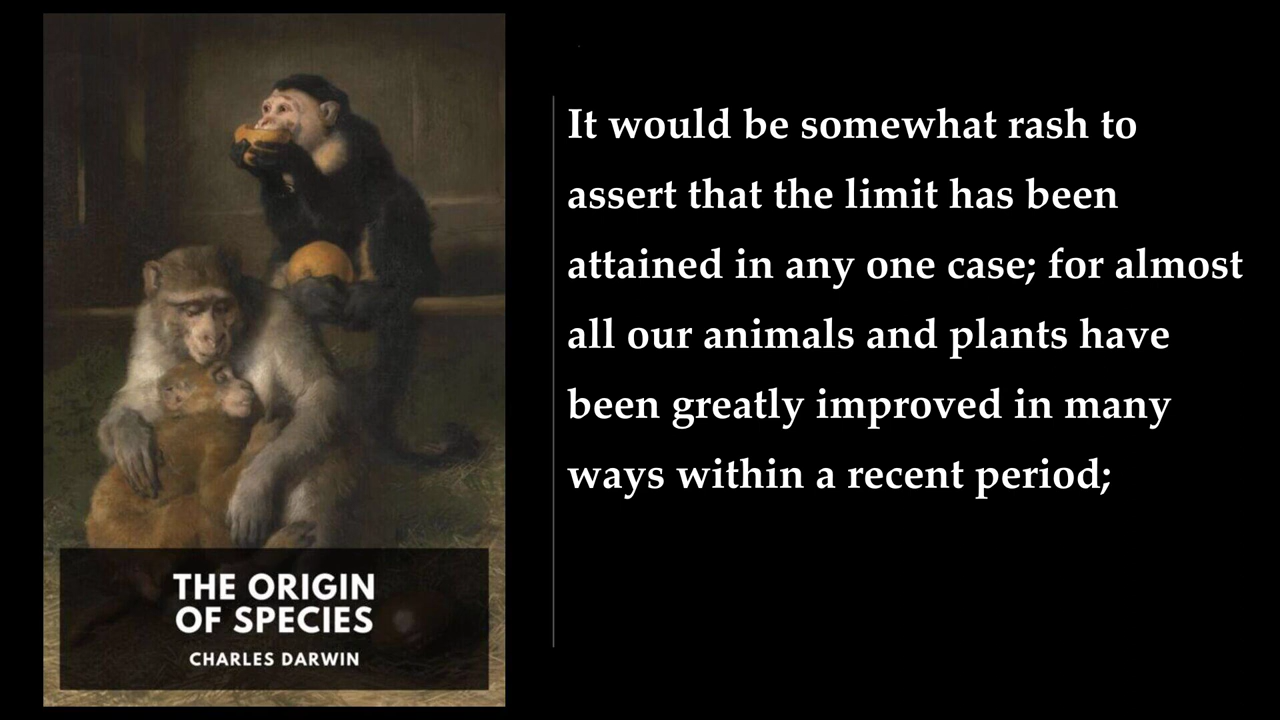 THE ORIGIN
OF SPECIES
CHARLES DARWIN
It would be somewhat rash to
assert that the limit has been
attained in any one case; for almost
all our animals and plants have
been greatly improved in many
ways within a recent period;